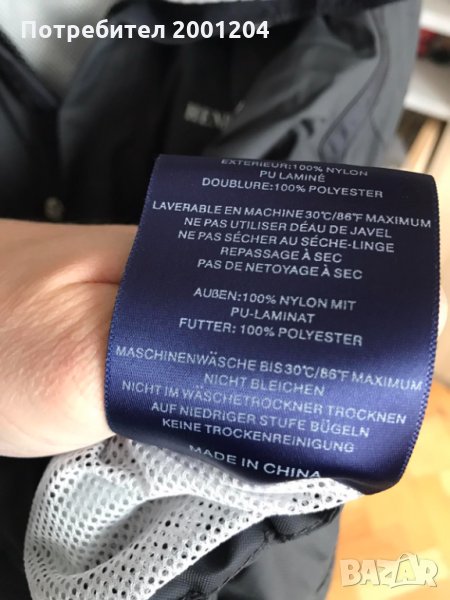 Потребител 2001204
EXTERIEUR:100% NYLON
PU LAMINÉ
DOUBLURE:100% POLYESTER
LAVERABLE EN MACHINE 30°C/86°F MAXIMUM
NE PAS UTILISER DÉAU DE JAVEL
NE PAS SÉCHER AU SÉCHE-LINGE
REPASSAGE À SEC
PAS DE NETOYAGE À SEC
AUßEN:100% NYLON MIT
PU-LAMINAT
FUTTER: 100% POLYESTER
MASCHINENWÄSCHE BIS 30°C/86°F MAXIMUM
NICHT BLEICHEN
NICHT IM WÄSCHETROCKNER TROCKNEN
AUF NIEDRIGER STUFE BÜGELN
KEINE TROCKENREINIGUNG
MADE IN CHINA
BAZAR